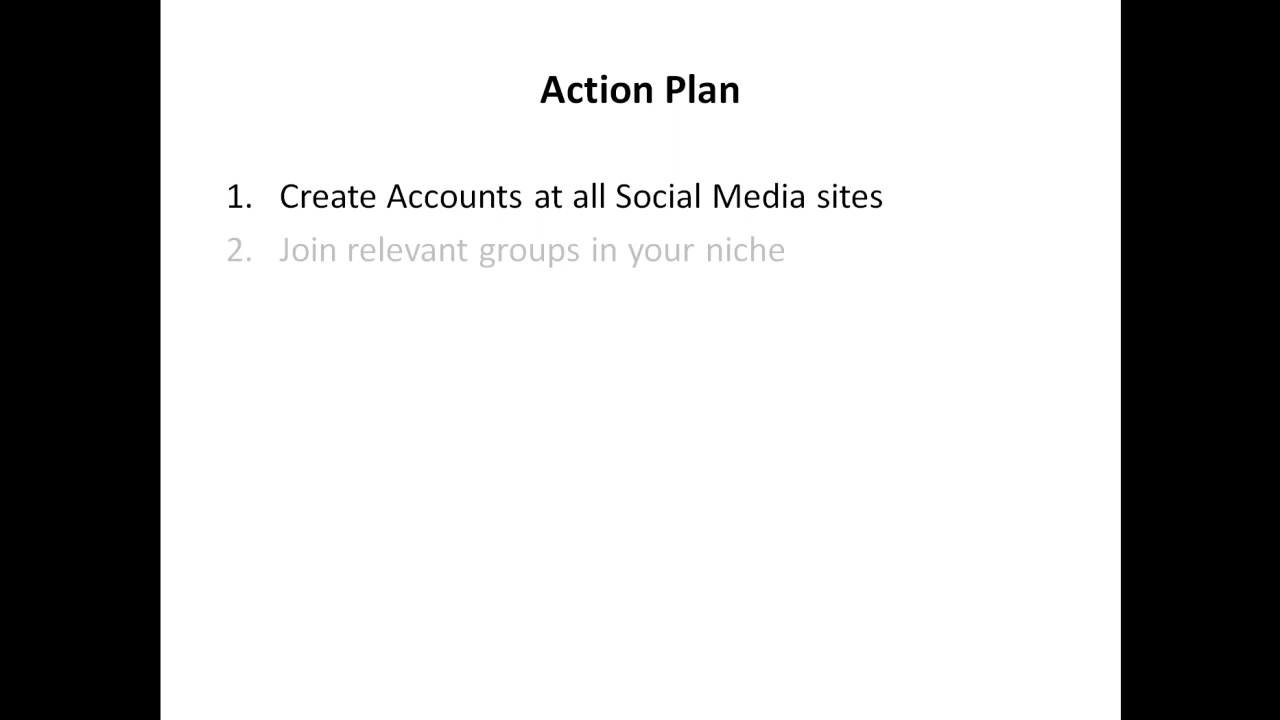 Action Plan
1. Create Accounts at all Social Media sites
2. Join relevant groups in your niche